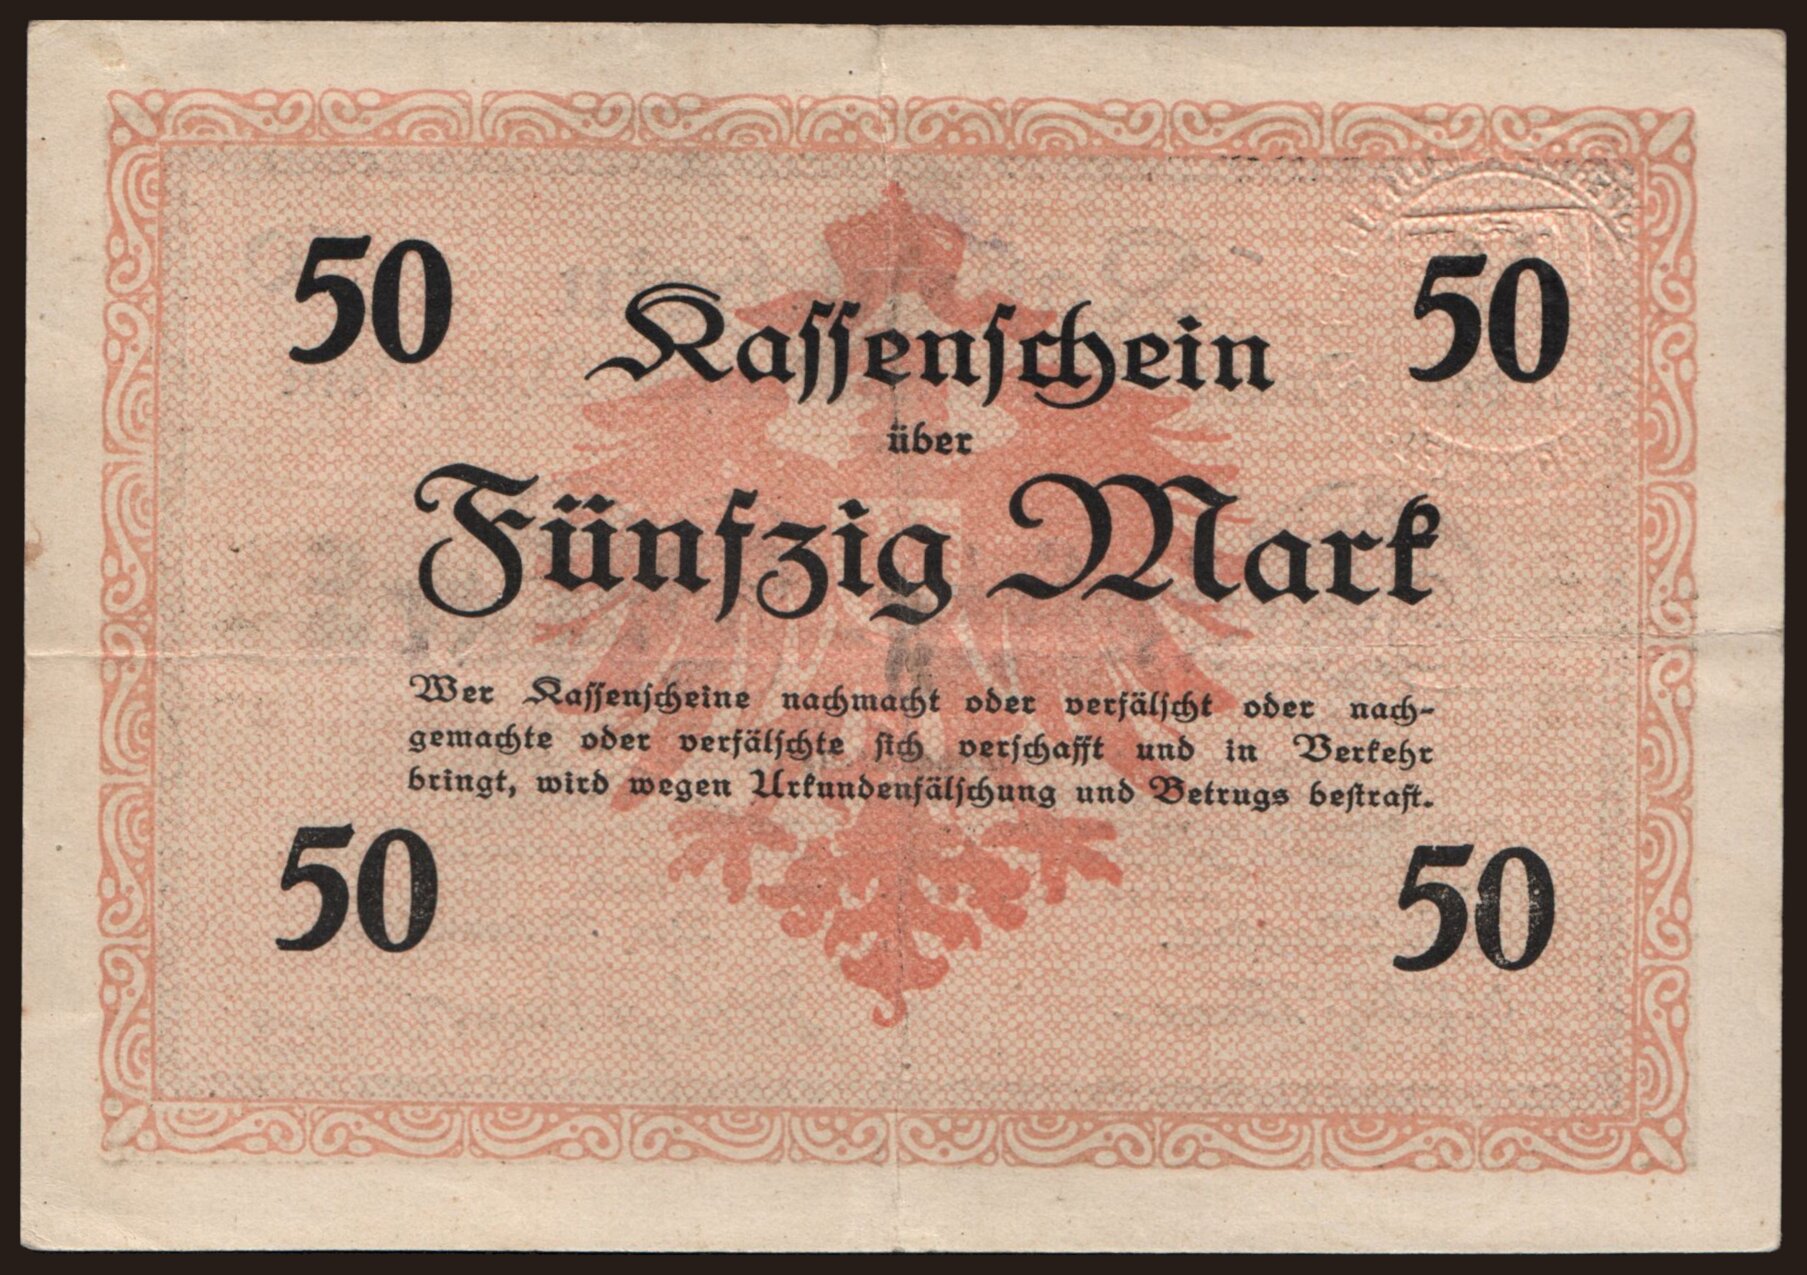 50 50
Kassenschein
über
Fünfzig Mark
Wer Kassenscheine nachmacht oder verfälscht oder nach-
gemachte oder verfälschte sich verschafft und in Verkehr
bringt, wird wegen Urkundenfälschung und Betrugs bestraft.
50 50